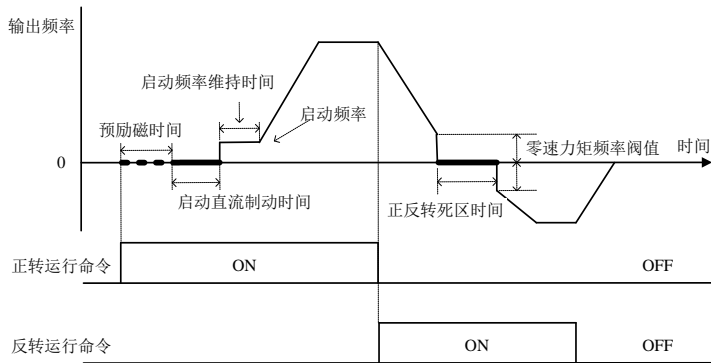 输出频率
启动频率维持时间
启动频率
预励磁时间
0
零速力矩频率阀值
时间
启动直流制动时间
正反转死区时间
正转运行命令
ON
OFF
反转运行命令
ON
OFF